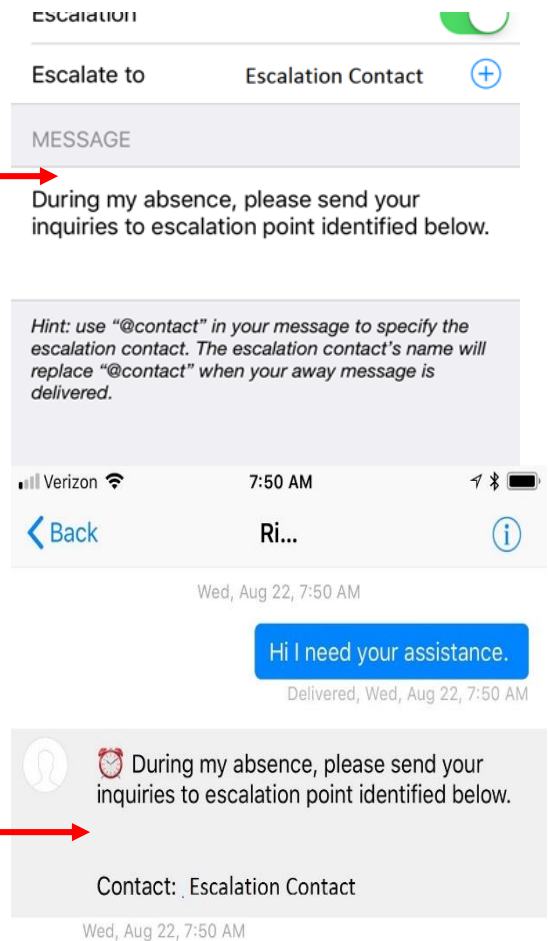 Escalation
Escalate to Escalation Contact
MESSAGE
During my absence, please send your
inquiries to escalation point identified below.
Hint: use “@contact” in your message to specify the
escalation contact. The escalation contact’s name will
replace “@contact” when your away message is
delivered.
Verizon 7:50 AM
Back Ri...
Wed, Aug 22, 7:50 AM
Hi I need your assistance.
Delivered, Wed, Aug 22, 7:50 AM
During my absence, please send your
inquiries to escalation point identified below.
Contact: Escalation Contact
Wed, Aug 22, 7:50 AM